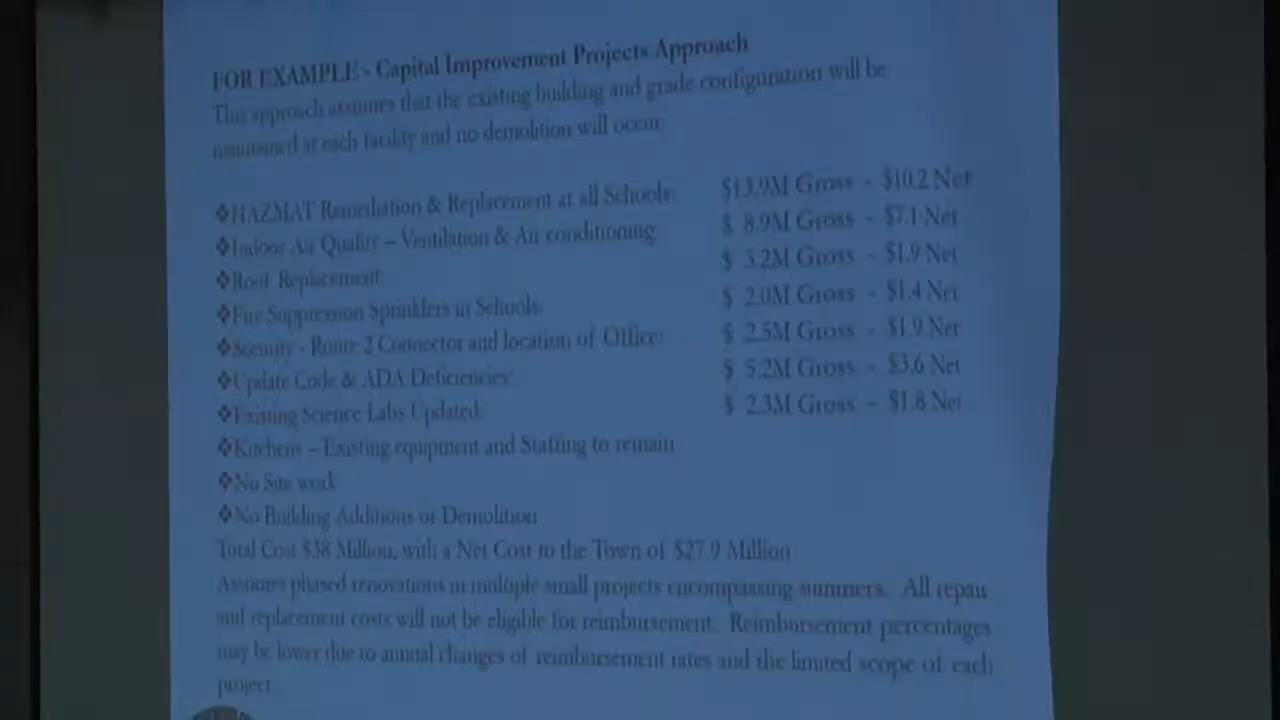 FOR EXAMPLE - Capital Improvement Projects Approach
This approach assumes that the existing building and grade configuration will be
maintained at each facility and no demolition will occur.
❖HAZMAT Remediation & Replacement at all Schools: $13.9M Gross - $10.2 Net
❖Indoor Air Quality – Ventilation & Air conditioning: $ 8.9M Gross - $7.1 Net
❖Roof Replacement: $ 3.2M Gross - $1.9 Net
❖Fire Suppression Sprinklers in Schools: $ 2.0M Gross - $1.4 Net
❖Security - Route 2 Connector and location of Office: $ 2.5M Gross - $1.9 Net
❖Update Code & ADA Deficiencies: $ 5.2M Gross - $3.6 Net
❖Existing Science Labs Updated: $ 2.3M Gross - $1.8 Net
❖Kitchens – Existing equipment and Staffing to remain
❖No Site work
❖No Building Additions or Demolition
Total Cost $38 Million, with a Net Cost to the Town of $27.9 Million
Assumes phased renovations in multiple small projects encompassing summers. All repair
and replacement costs will not be eligible for reimbursement. Reimbursement percentages
may be lower due to annual changes of reimbursement rates and the limited scope of each
project.